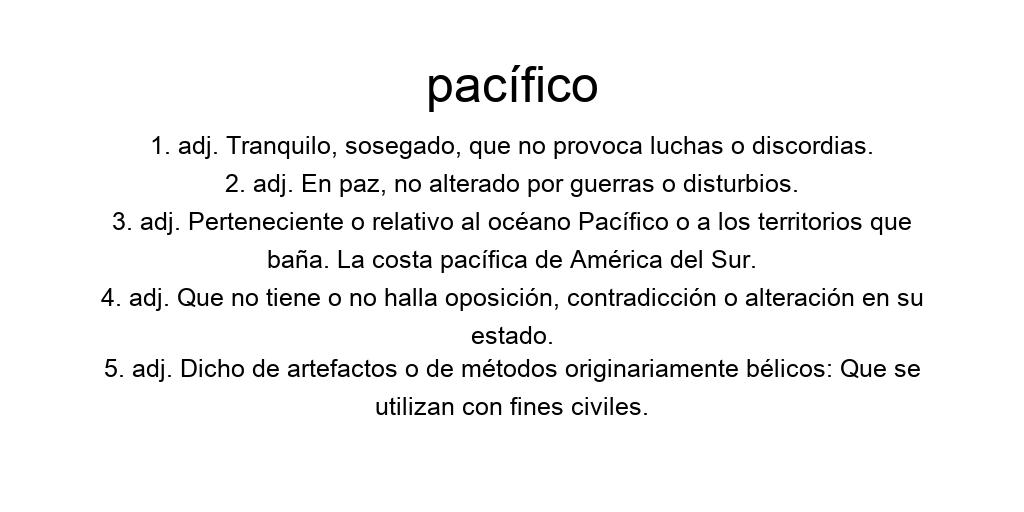 pacífico
1. adj. Tranquilo, sosegado, que no provoca luchas o discordias.
2. adj. En paz, no alterado por guerras o disturbios.
3. adj. Perteneciente o relativo al océano Pacífico o a los territorios que
baña. La costa pacífica de América del Sur.
4. adj. Que no tiene o no halla oposición, contradicción o alteración en su
estado.
5. adj. Dicho de artefactos o de métodos originariamente bélicos: Que se
utilizan con fines civiles.